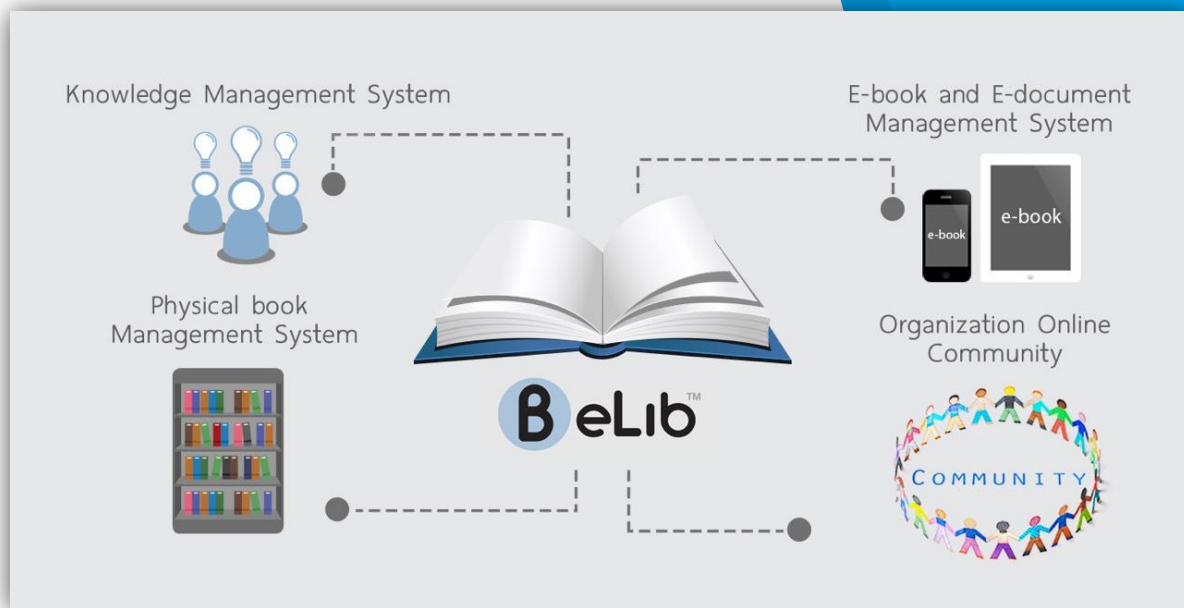 Knowledge Management System
E-book and E-document
Management System
e-book
e-book
Physical book
Management System
Organization Online
Community
BeLib™
COMMUNITY